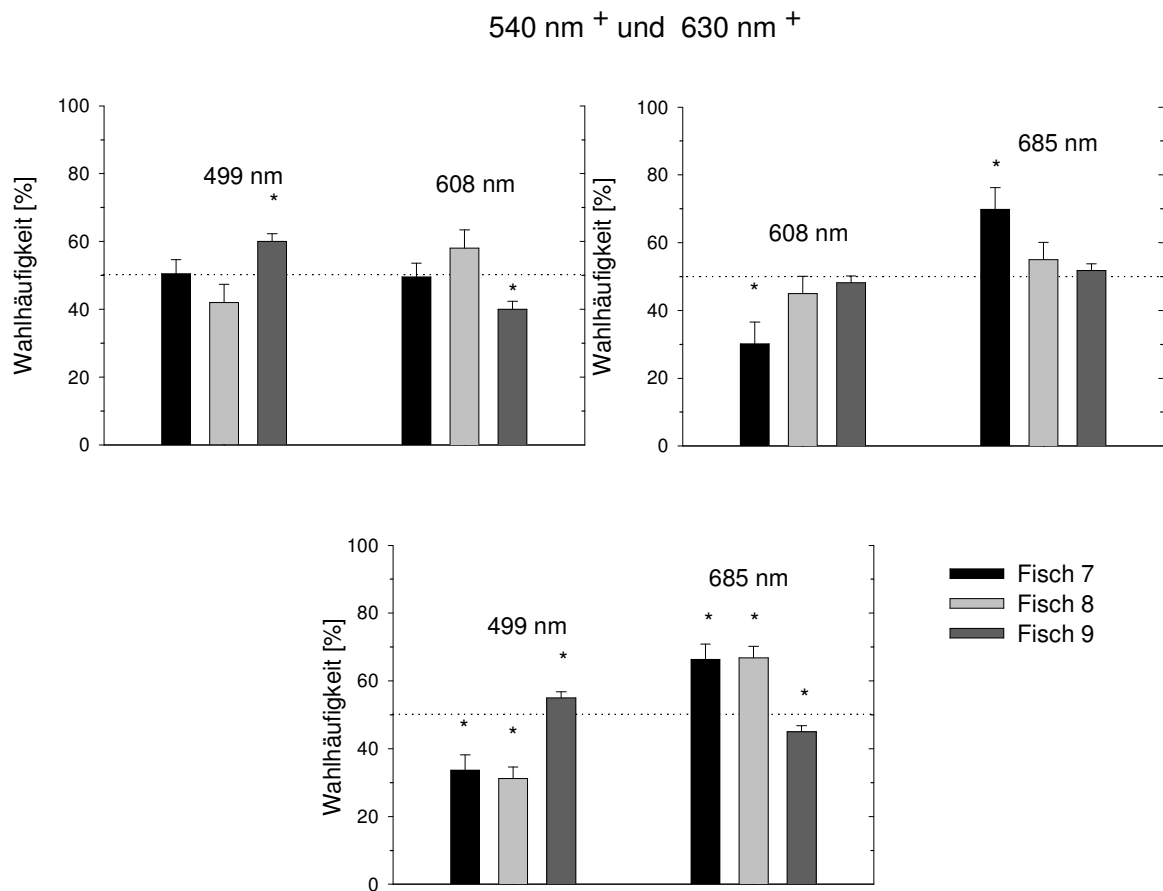 540 nm + und 630 nm +
100
80
60
40
20
0
Wahlhäufigkeit [%]
499 nm
*
608 nm
*
100
80
60
40
20
0
Wahlhäufigkeit [%]
608 nm
*
685 nm
*
100
80
60
40
20
0
Wahlhäufigkeit [%]
499 nm
* * *
685 nm
* * *
Fisch 7
Fisch 8
Fisch 9